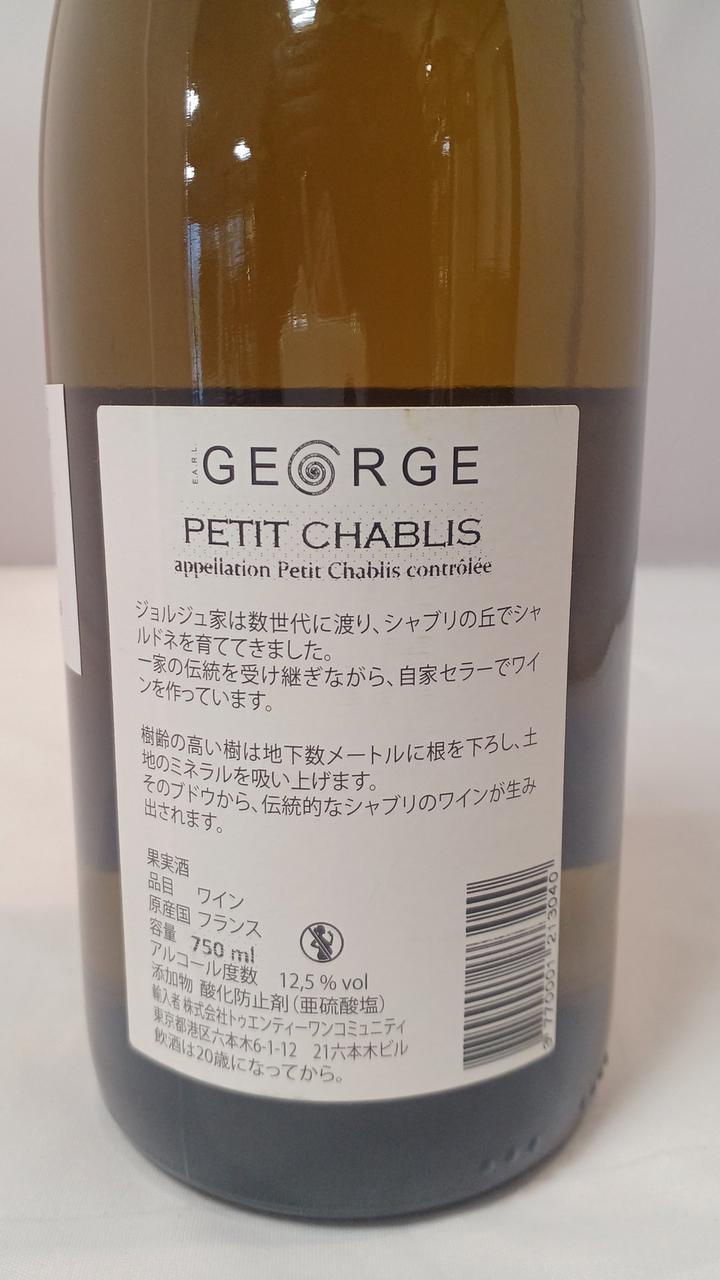 E.A.R.L. GEORGE
PETIT CHABLIS
appellation Petit Chablis contrôlée
ジョルジュ家は数世代に渡り、シャブリの丘でシャ
ルドネを育ててきました。
一家の伝統を受け継ぎながら、自家セラーでワイ
ンを作っています。
樹齢の高い樹は地下数メートルに根を下ろし、土
地のミネラルを吸い上げます。
そのブドウから、伝統的なシャブリのワインが生み
出されます。
果実酒
品目 ワイン
原産国 フランス
容量 750 ml
アルコール度数 12,5 % vol
添加物 酸化防止剤（亜硫酸塩）
輸入者 株式会社トゥエンティーワンコミュニティ
東京都港区六本木6-1-12 21六本木ビル
飲酒は20歳になってから。
3 770001 213040